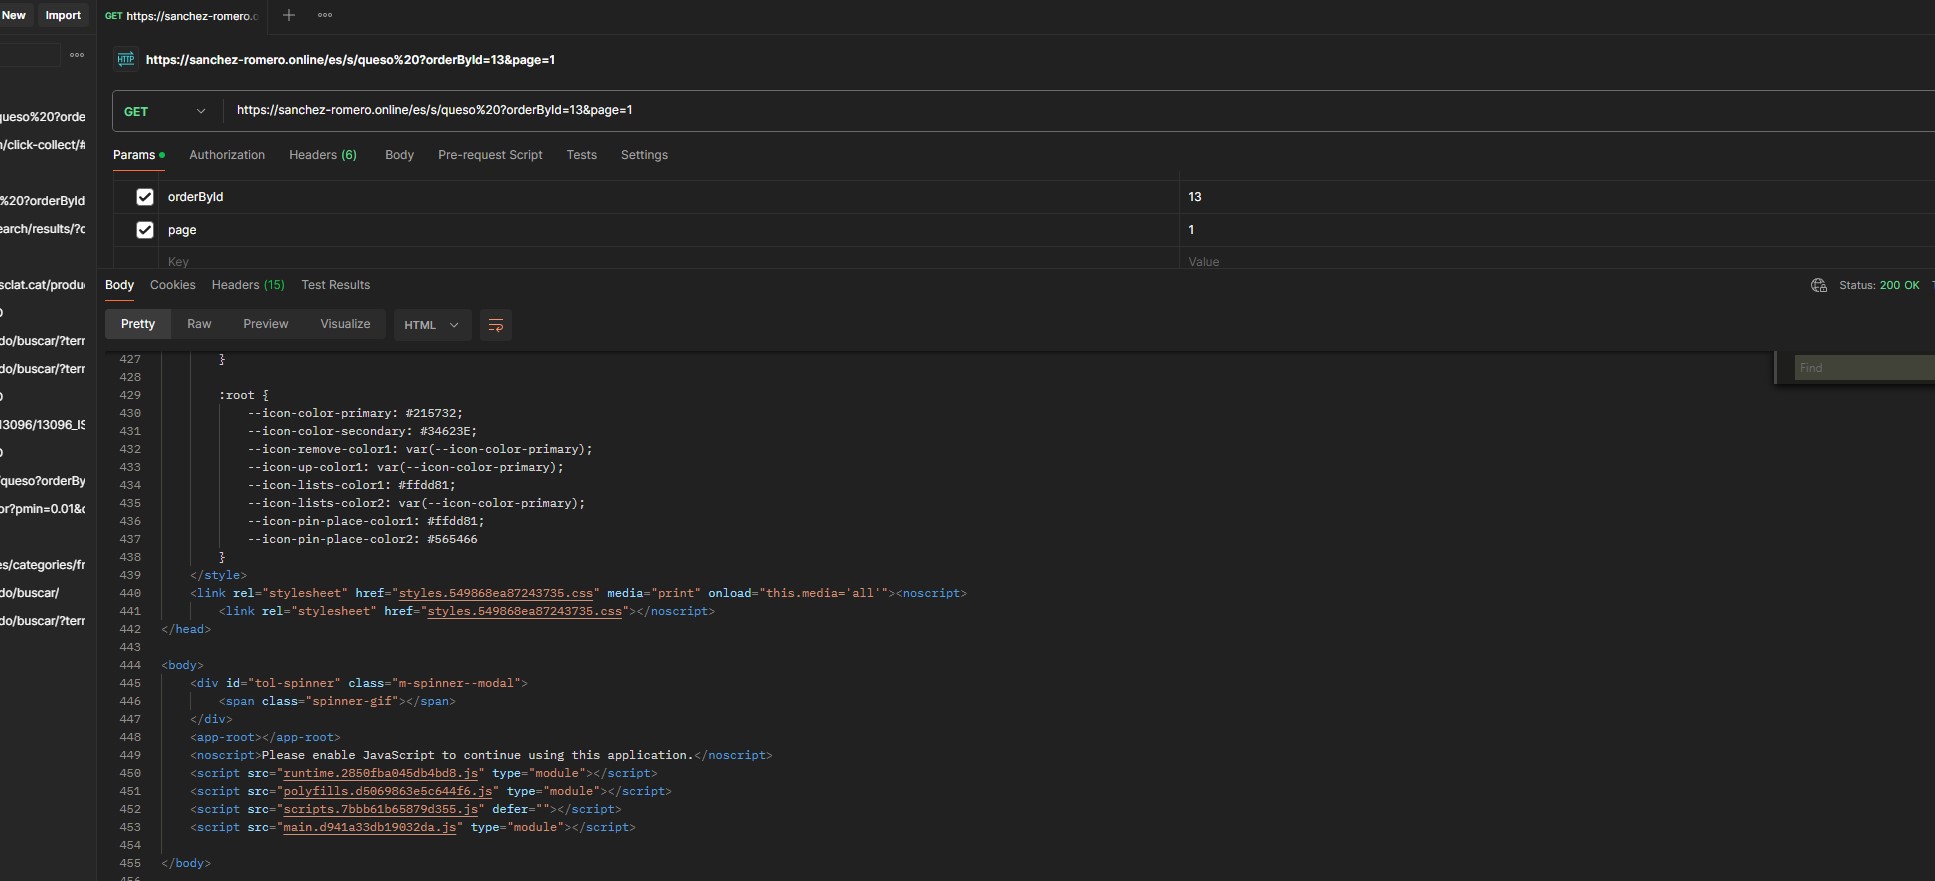 New Import GET https://sanchez-romero.o
https://sanchez-romero.online/es/s/queso%20?orderById=13&page=1
GET https://sanchez-romero.online/es/s/queso%20?orderById=13&page=1
Params Authorization Headers (6) Body Pre-request Script Tests Settings
orderById 13
page 1
Key Value
Body Cookies Headers (15) Test Results Status: 200 OK
Pretty Raw Preview Visualize HTML
Find
queso%20?orde
n/click-collect/#
%20?orderById
earch/results/?c
sclat.cat/produ
do/buscar/?terr
do/buscar/?terr
13096/13096_IS
queso?orderBy
or?pmin=0.01&c
es/categories/fr
do/buscar/
do/buscar/?terr
427 }
428
429 :root {
430 --icon-color-primary: #215732;
431 --icon-color-secondary: #34623E;
432 --icon-remove-color1: var(--icon-color-primary);
433 --icon-up-color1: var(--icon-color-primary);
434 --icon-lists-color1: #ffdd81;
435 --icon-lists-color2: var(--icon-color-primary);
436 --icon-pin-place-color1: #ffdd81;
437 --icon-pin-place-color2: #565466
438 }
439 </style>
440 <link rel="stylesheet" href="styles.549868ea87243735.css" media="print" onload="this.media='all'"><noscript>
441 <link rel="stylesheet" href="styles.549868ea87243735.css"></noscript>
442 </head>
443
444 <body>
445 <div id="tol-spinner" class="m-spinner--modal">
446 <span class="spinner-gif"></span>
447 </div>
448 <app-root></app-root>
449 <noscript>Please enable JavaScript to continue using this application.</noscript>
450 <script src="runtime.2850fba045db4bd8.js" type="module"></script>
451 <script src="polyfills.d5069863e5c644f6.js" type="module"></script>
452 <script src="scripts.7bbb61b65879d355.js" defer=""></script>
453 <script src="main.d941a33db19032da.js" type="module"></script>
454
455 </body>
456